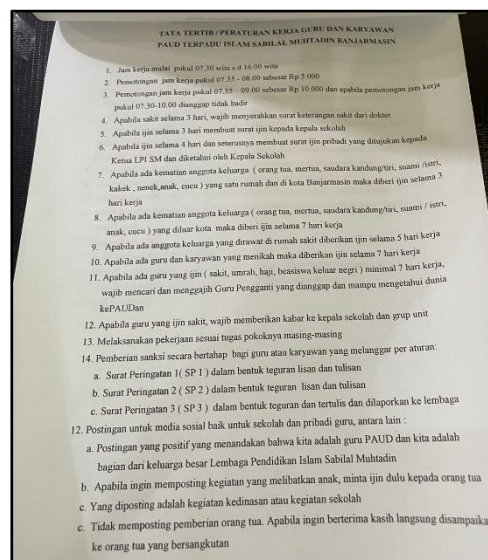 TATA TERTIB / PERATURAN KERJA GURU DAN KARYAWAN
PAUD TERPADU ISLAM SABILAL MUHTADIN BANJARMASIN
1. Jam kerja mulai pukul 07.30 wita s.d 16.00 wita
2. Pemotongan jam kerja pukul 07.35 - 08.00 sebesar Rp 5.000
3. Pemotongan jam kerja pukul 07.35 - 09.00 sebesar Rp 10.000 dan apabila pemotongan jam kerja
pukul 07.30-10.00 dianggap tidak hadir
4. Apabila sakit selama 3 hari, wajib menyerahkan surat keterangan sakit dari dokter
5. Apabila ijin selama 3 hari membuat surat ijin kepada kepala sekolah
6. Apabila ijin selama 4 hari dan seterusnya membuat surat ijin pribadi yang ditujukan kepada
Ketua LPI SM dan diketahui oleh Kepala Sekolah
7. Apabila ada kematian anggota keluarga ( orang tua, mertua, saudara kandung/tiri, suami /istri,
kakek , nenek,anak, cucu ) yang satu rumah dan di kota Banjarmasin maka diberi ijin selama 3
hari kerja
8. Apabila ada kematian anggota keluarga ( orang tua, mertua, saudara kandung/tiri, suami / istri,
anak, cucu ) yang diluar kota maka diberi ijin selama 7 hari kerja
9. Apabila ada anggota keluarga yang dirawat di rumah sakit diberikan ijin selama 5 hari kerja
10. Apabila ada guru dan karyawan yang menikah maka diberikan ijin selama 7 hari kerja
11. Apabila ada guru yang ijin ( sakit, umrah, haji, beasiswa keluar negri ) minimal 7 hari kerja,
wajib mencari dan menggajih Guru Pengganti yang dianggap dan mampu mengetahui dunia
kePAUDan
12. Apabila guru yang ijin sakit, wajib memberikan kabar ke kepala sekolah dan grup unit
13. Melaksanakan pekerjaan sesuai tugas pokoknya masing-masing
14. Pemberian sanksi secara bertahap bagi guru atau karyawan yang melanggar per aturan:
a. Surat Peringatan 1( SP 1 ) dalam bentuk teguran lisan dan tulisan
b. Surat Peringatan 2 ( SP 2 ) dalam bentuk teguran lisan dan tulisan
c. Surat Peringatan 3 ( SP 3 ) dalam bentuk teguran dan tertulis dan dilaporkan ke lembaga
12. Postingan untuk media sosial baik untuk sekolah dan pribadi guru, antara lain :
a. Postingan yang positif yang menandakan bahwa kita adalah guru PAUD dan kita adalah
bagian dari keluarga besar Lembaga Pendidikan Islam Sabilal Muhtadin
b. Apabila ingin memposting kegiatan yang melibatkan anak, minta ijin dulu kepada orang tua
c. Yang diposting adalah kegiatan kedinasan atau kegiatan sekolah
c. Tidak memposting pemberian orang tua. Apabila ingin berterima kasih langsung disampaika
ke orang tua yang bersangkutan